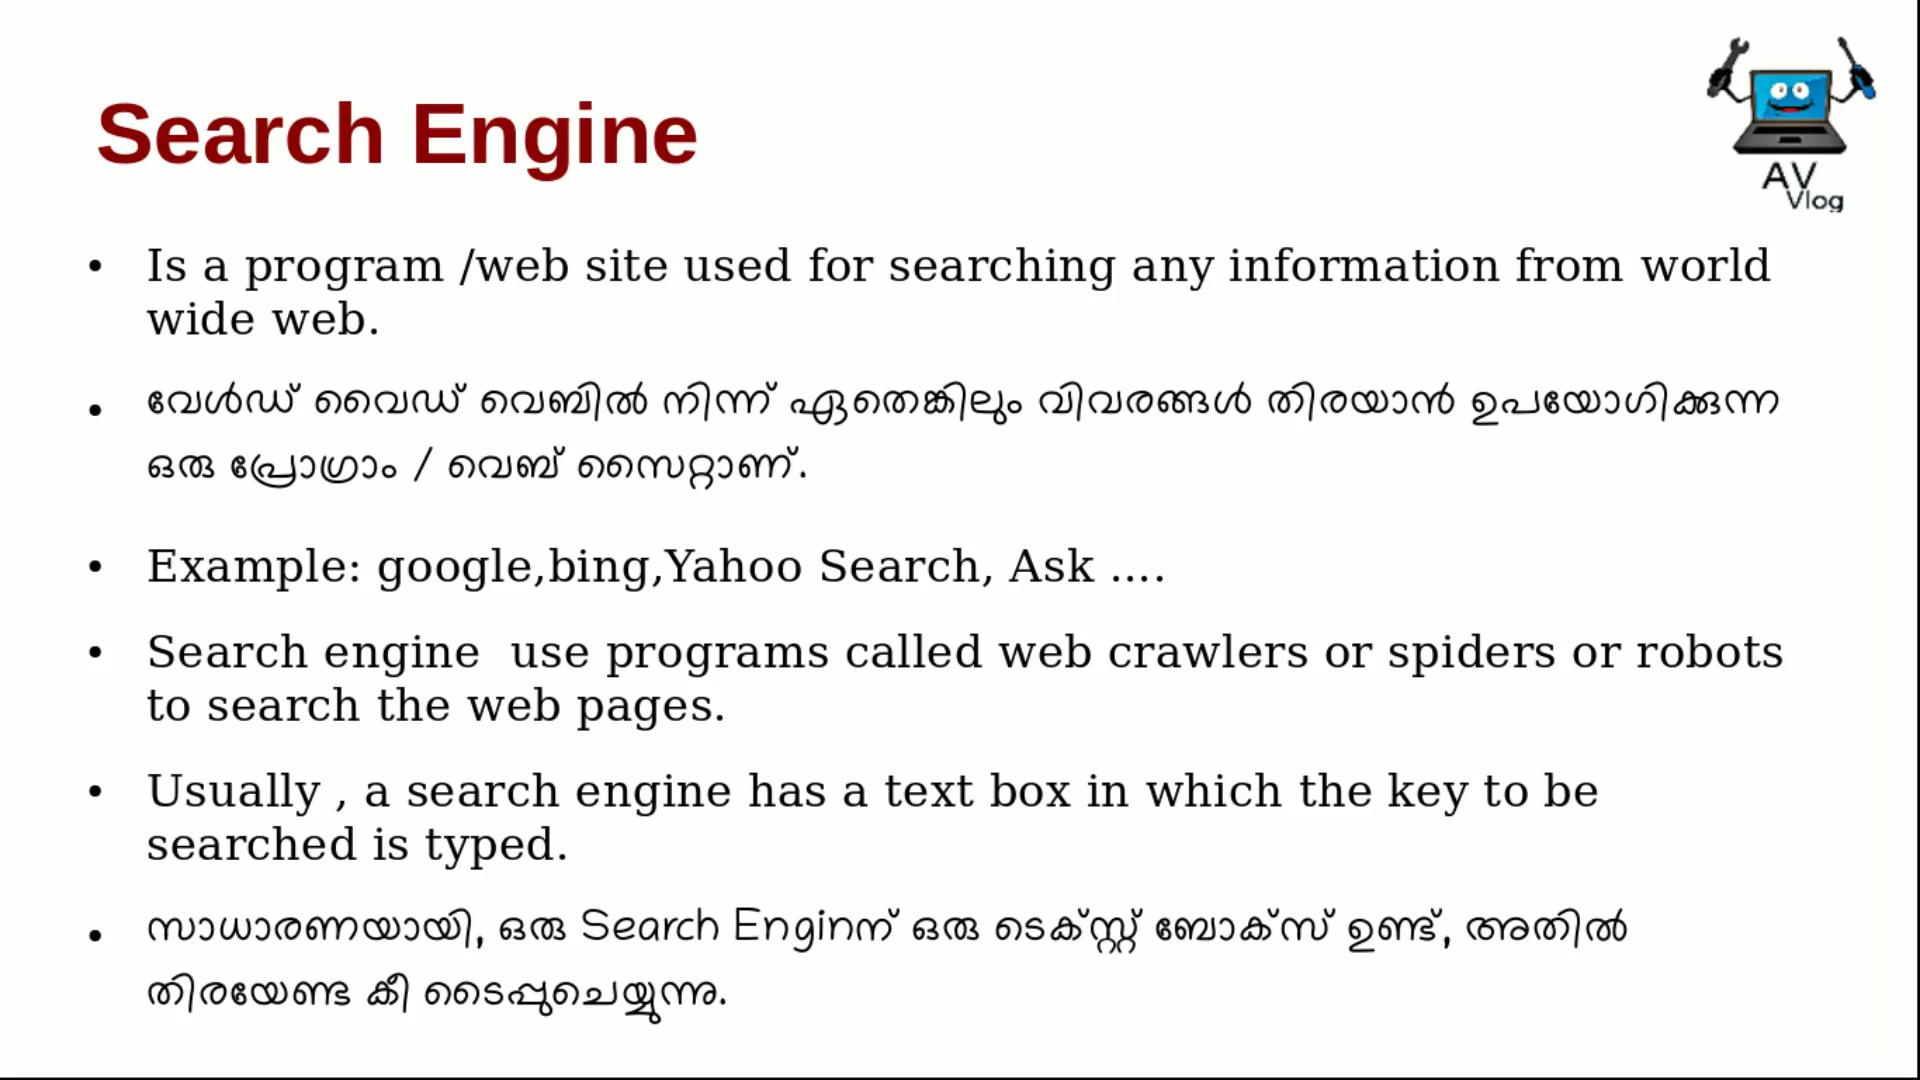 AV
Vlog
Search Engine
• Is a program /web site used for searching any information from world
wide web.
• വേൾഡ് വൈഡ് വെബിൽ നിന്ന് ഏതെങ്കിലും വിവരങ്ങൾ തിരയാൻ ഉപയോഗിക്കുന്ന
ഒരു പ്രോഗ്രാം / വെബ് സൈറ്റാണ്.
• Example: google,bing,Yahoo Search, Ask ....
• Search engine  use programs called web crawlers or spiders or robots
to search the web pages.
• Usually , a search engine has a text box in which the key to be
searched is typed.
• സാധാരണയായി, ഒരു Search Enginന് ഒരു ടെക്സ്റ്റ് ബോക്സ് ഉണ്ട്, അതിൽ
തിരയേണ്ട കീ ടൈപ്പുചെയ്യുന്നു.